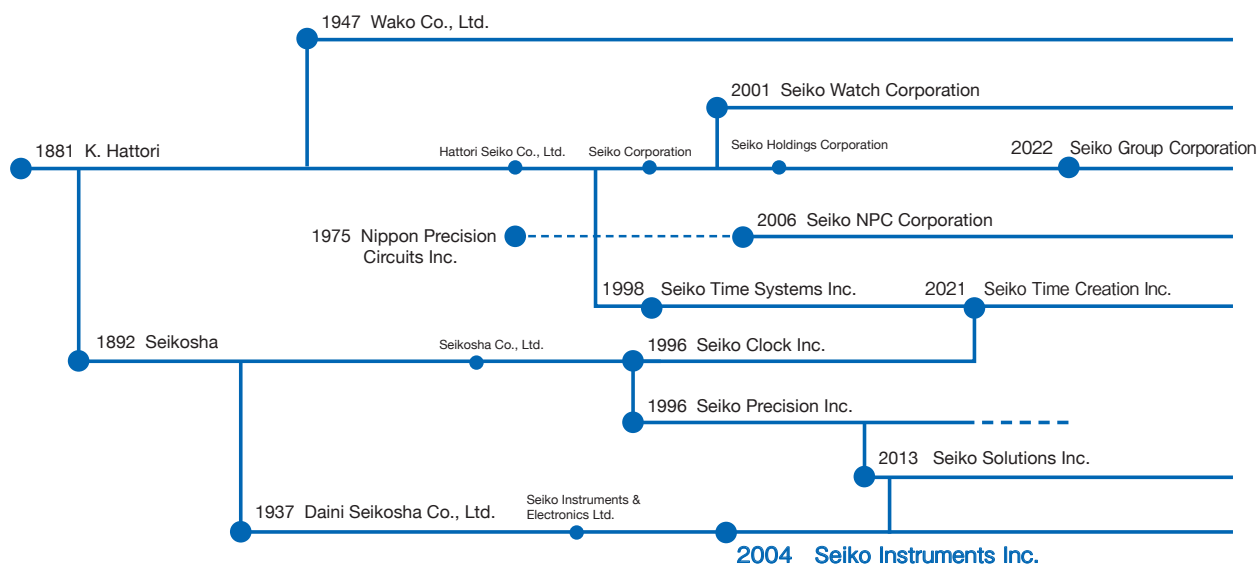 1947 Wako Co., Ltd.
2001 Seiko Watch Corporation
1881 K. Hattori
Hattori Seiko Co., Ltd.
Seiko Corporation
Seiko Holdings Corporation
2022 Seiko Group Corporation
1975 Nippon Precision
Circuits Inc.
2006 Seiko NPC Corporation
1998 Seiko Time Systems Inc.
2021 Seiko Time Creation Inc.
1892 Seikosha
Seikosha Co., Ltd.
1996 Seiko Clock Inc.
1996 Seiko Precision Inc.
2013 Seiko Solutions Inc.
1937 Daini Seikosha Co., Ltd.
Seiko Instruments &
Electronics Ltd.
2004 Seiko Instruments Inc.